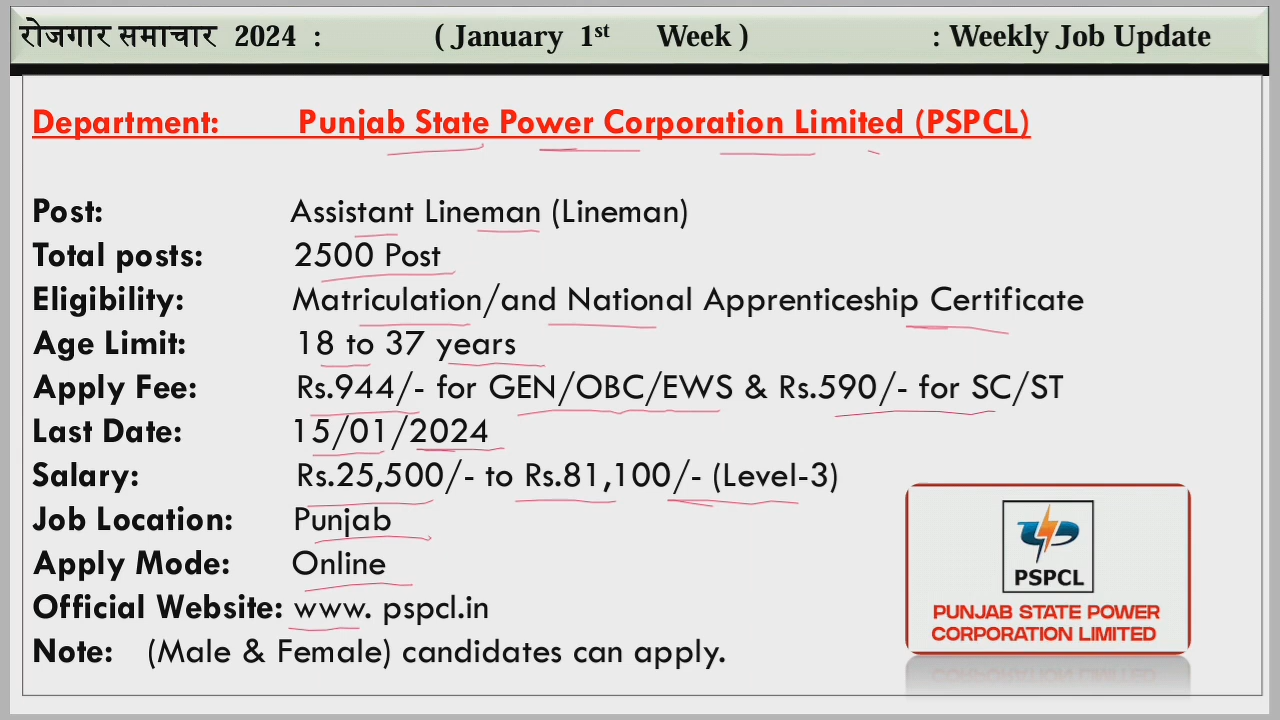 रोजगार समाचार 2024 : ( January 1st Week ) : Weekly Job Update
Department: Punjab State Power Corporation Limited (PSPCL)
Post: Assistant Lineman (Lineman)
Total posts: 2500 Post
Eligibility: Matriculation/and National Apprenticeship Certificate
Age Limit: 18 to 37 years
Apply Fee: Rs.944/- for GEN/OBC/EWS & Rs.590/- for SC/ST
Last Date: 15/01/2024
Salary: Rs.25,500/- to Rs.81,100/- (Level-3)
Job Location: Punjab
Apply Mode: Online
Official Website: www. pspcl.in
Note: (Male & Female) candidates can apply.
PSPCL
PUNJAB STATE POWER
CORPORATION LIMITED